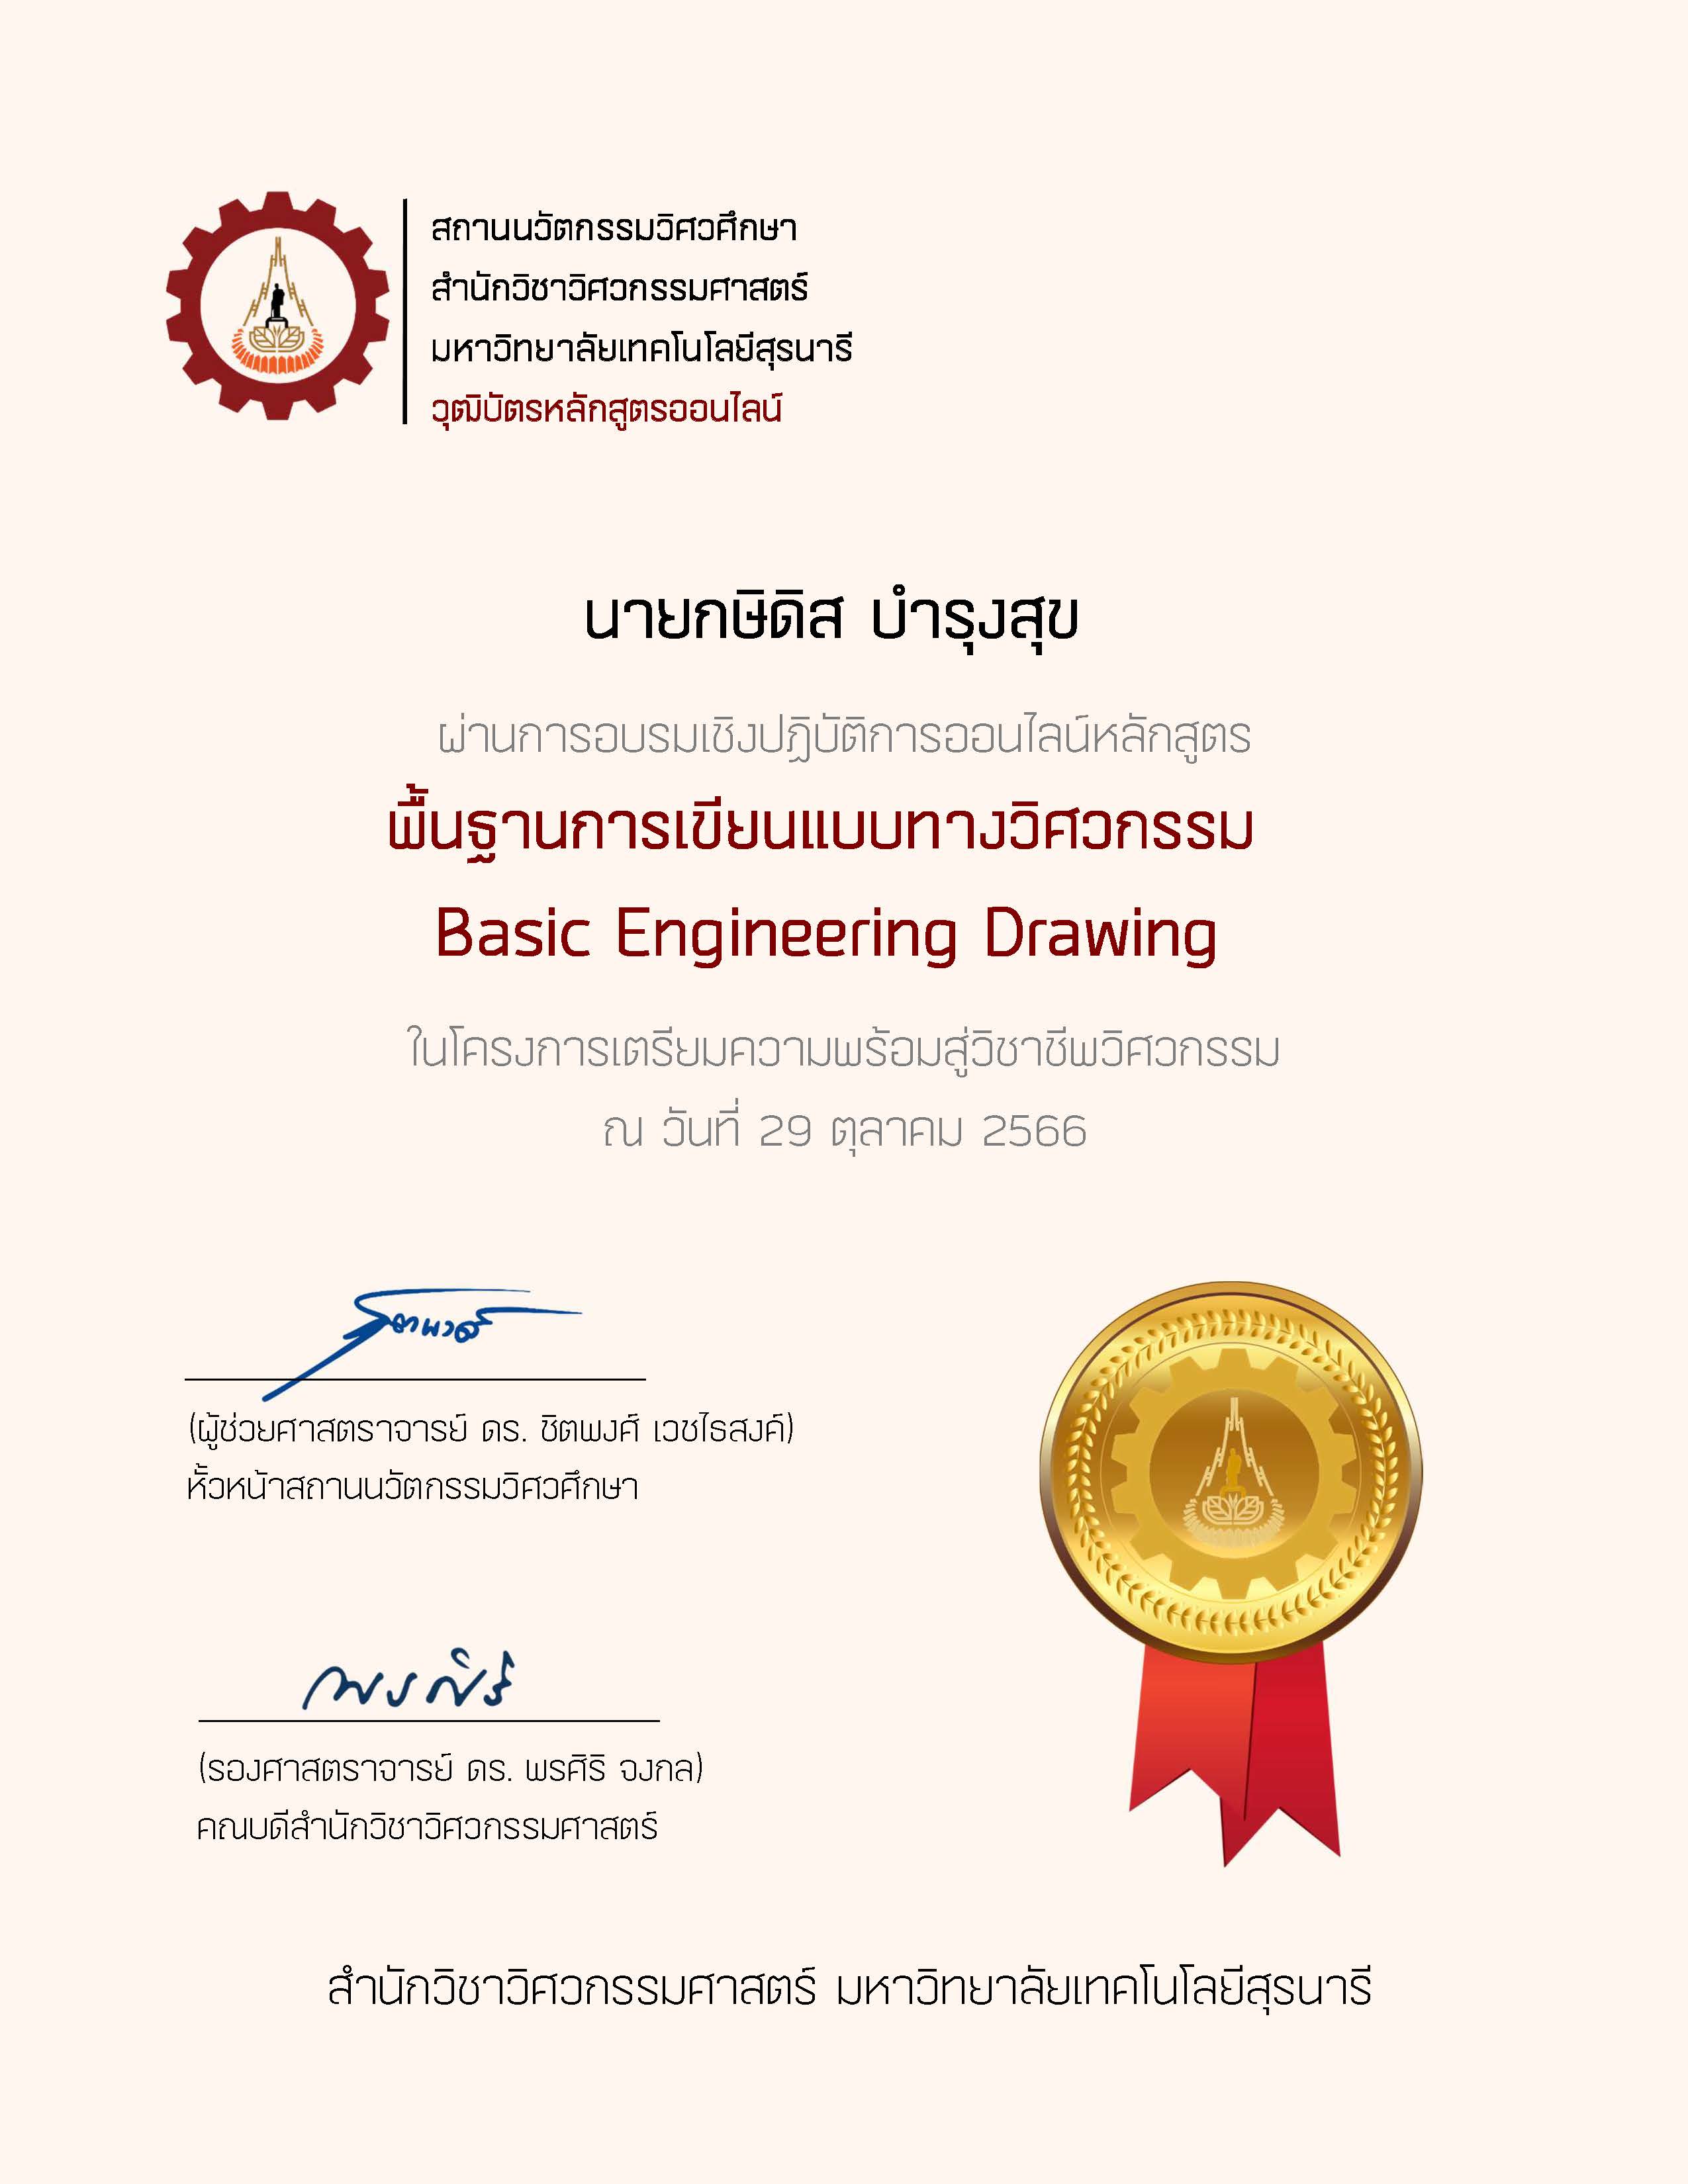 สถานนวัตกรรมวิศวศึกษา
สำนักวิชาวิศวกรรมศาสตร์
มหาวิทยาลัยเทคโนโลยีสุรนารี
วุฒิบัตรหลักสูตรออนไลน์
นายกษิดิส บำรุงสุข
ผ่านการอบรมเชิงปฏิบัติการออนไลน์หลักสูตร
พื้นฐานการเขียนแบบทางวิศวกรรม
Basic Engineering Drawing
ในโครงการเตรียมความพร้อมสู่วิชาชีพวิศวกรรม
ณ วันที่ 29 ตุลาคม 2566
(ผู้ช่วยศาสตราจารย์ ดร. ชิตพงศ์ เวชไธสงค์)
หัวหน้าสถานนวัตกรรมวิศวศึกษา
พรศิริ
(รองศาสตราจารย์ ดร. พรศิริ จงกล)
คณบดีสำนักวิชาวิศวกรรมศาสตร์
สำนักวิชาวิศวกรรมศาสตร์ มหาวิทยาลัยเทคโนโลยีสุรนารี